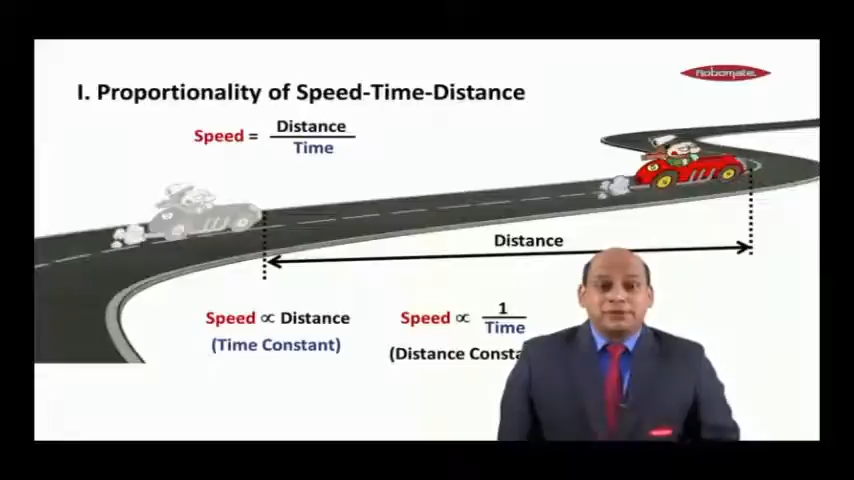 Robomate
I. Proportionality of Speed-Time-Distance
Speed = Distance / Time
Distance
Speed ∝ Distance
(Time Constant)
Speed ∝ 1 / Time
(Distance Consta